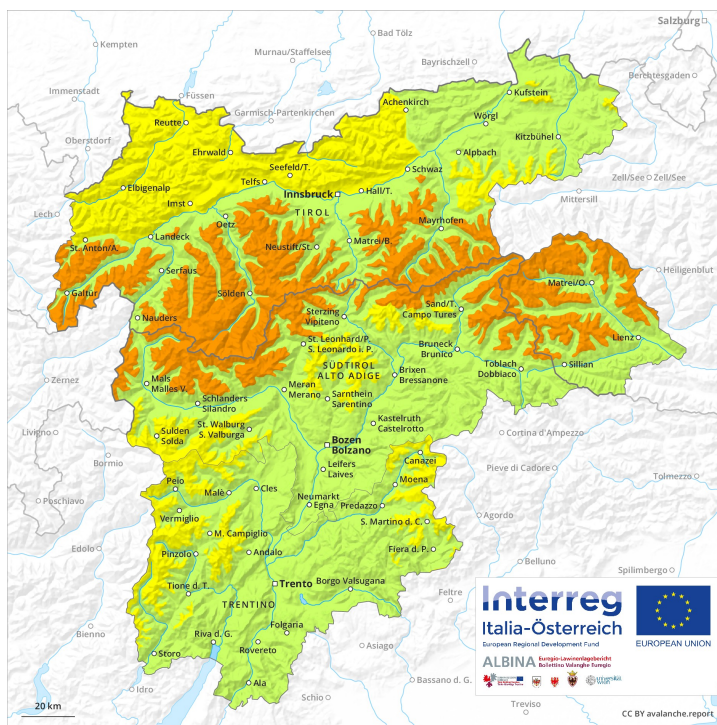 Salzburg
Bad Tölz
Kempten
Murnau/Staffelsee
Bayrischzell
Berchtesgaden
Immenstadt
Füssen
Achenkirch
Kufstein
Garmisch-Partenkirchen
Reutte
Wörgl
Oberstdorf
Ehrwald
Kitzbühel
Seefeld/T.
Alpbach
Schwaz
Telfs
Zell/See
Zell/See
Elbigenalp
Innsbruck
Hall/T.
Mittersill
Imst
Lech
TIROL
Oetz
Mayrhofen
St. Anton/A.
Landeck
Neustift/St.
Matrei/B.
Serfaus
Heiligenblut
Galtür
Sölden
Matrei/O.
Nauders
Sterzing
Vipiteno
Sand/T.
Campo Tures
Lienz
St. Leonhard/P.
S. Leonardo i. P.
Bruneck
Brunico
Toblach
Dobbiaco
Sillian
SÜDTIROL
ALTO ADIGE
Brixen
Bressanone
Zernez
Mals
Malles V.
Meran
Merano
Schlanders
Silandro
Sarnthein
Sarentino
Kastelruth
Castelrotto
St. Walburg
S. Valburga
Livigno
Sulden
Solda
Bozen
Bolzano
Cortina d'Ampezzo
Bormio
Canazei
Pieve di Cadore
Leifers
Laives
Tolmezzo
Poschiavo
Peio
Malè
Cles
Moena
Neumarkt
Egna
Predazzo
Vermiglio
Agordo
S. Martino d. C.
M. Campiglio
Edolo
Pinzolo
Andalo
Fiera d. P.
Belluno
Spilimbergo
Tione d. T.
Trento
Borgo Valsugana
Feltre
TRENTINO
Folgaria
Bienno
Riva d. G.
Rovereto
Asiago
Storo
Idro
Ala
Schio
Bassano d. G.
Treviso
20 km
Interreg
Italia-Österreich
European Regional Development Fund
EUROPEAN UNION
ALBINA
Euregio-Lawinenlagebericht
Bollettino Valanghe Euregio
universität
wien
CC BY avalanche.report